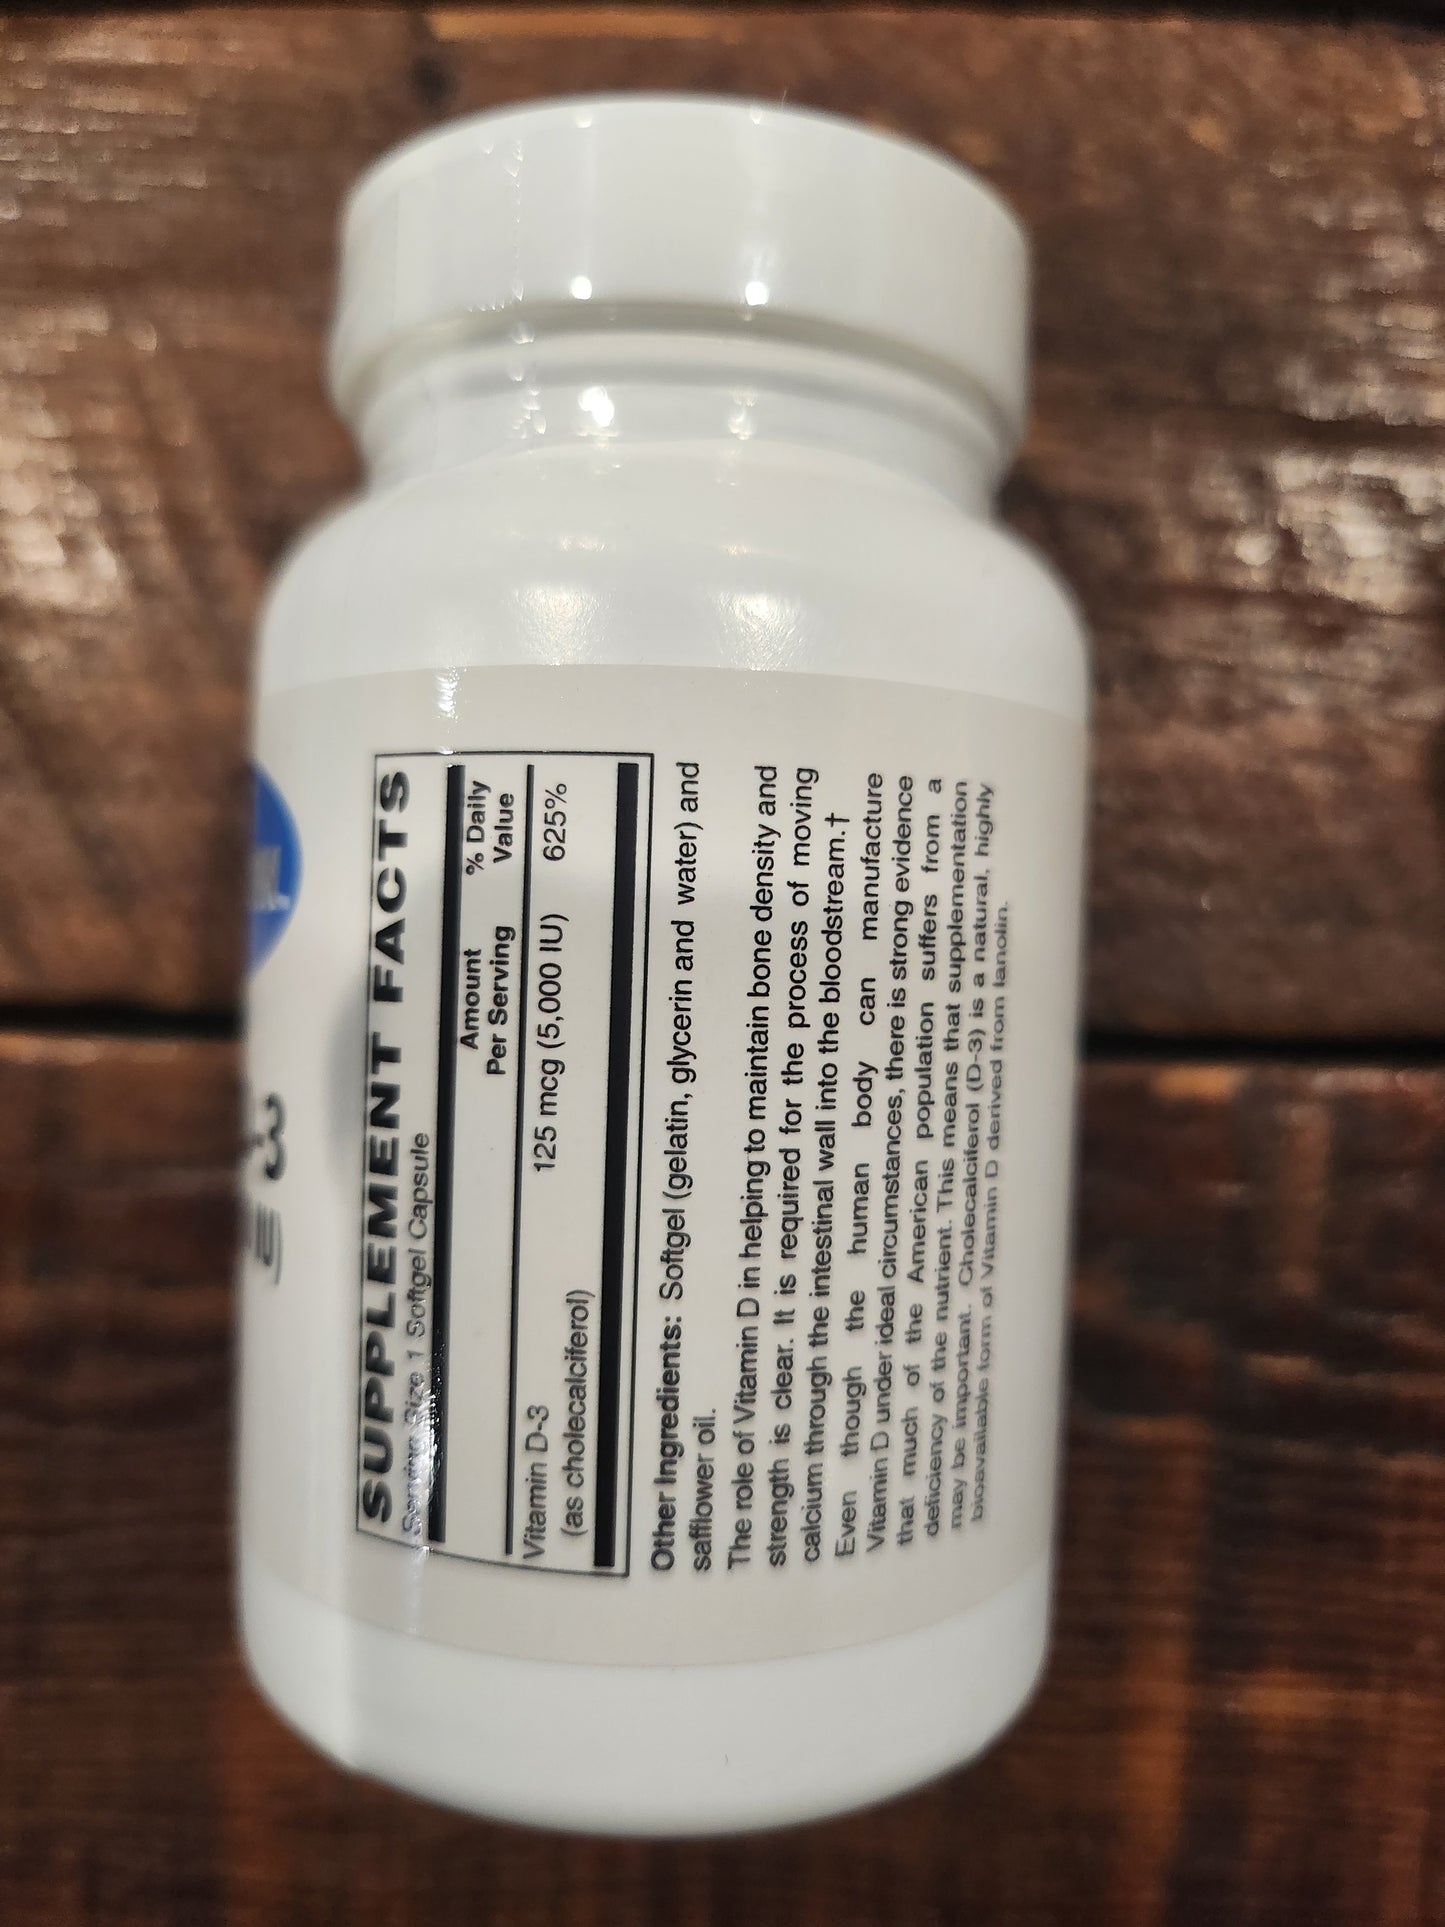 SUPPLEMENT FACTS
Serving Size 1 Softgel Capsule
Amount
Per Serving
% Daily
Value
Vitamin D-3
(as cholecalciferol)
125 mcg (5,000 IU)
625%
Other Ingredients: Softgel (gelatin, glycerin and water) and
safflower oil.
The role of Vitamin D in helping to maintain bone density and
strength is clear. It is required for the process of moving
calcium through the intestinal wall into the bloodstream.†
Even though the human body can manufacture
Vitamin D under ideal circumstances, there is strong evidence
that much of the American population suffers from a
deficiency of the nutrient. This means that supplementation
may be important. Cholecalciferol (D-3) is a natural, highly
bioavailable form of Vitamin D derived from lanolin.